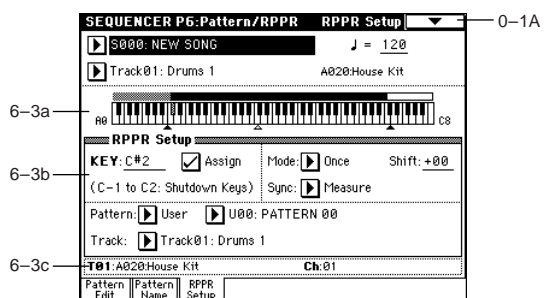 SEQUENCER P6:Pattern/RPPR RPPR Setup 0–1A
S000: NEW SONG ♩ = 120
Track01: Drums 1 A020:House Kit
6–3a
A0 C8
RPPR Setup
KEY: C#2 Assign Mode: Once Shift: +00
6–3b
(C-1 to C2: Shutdown Keys) Sync: Measure
Pattern: User U00: PATTERN 00
Track: Track01: Drums 1
6–3c T01:A020:House Kit Ch:01
Pattern Edit Pattern Name RPPR Setup